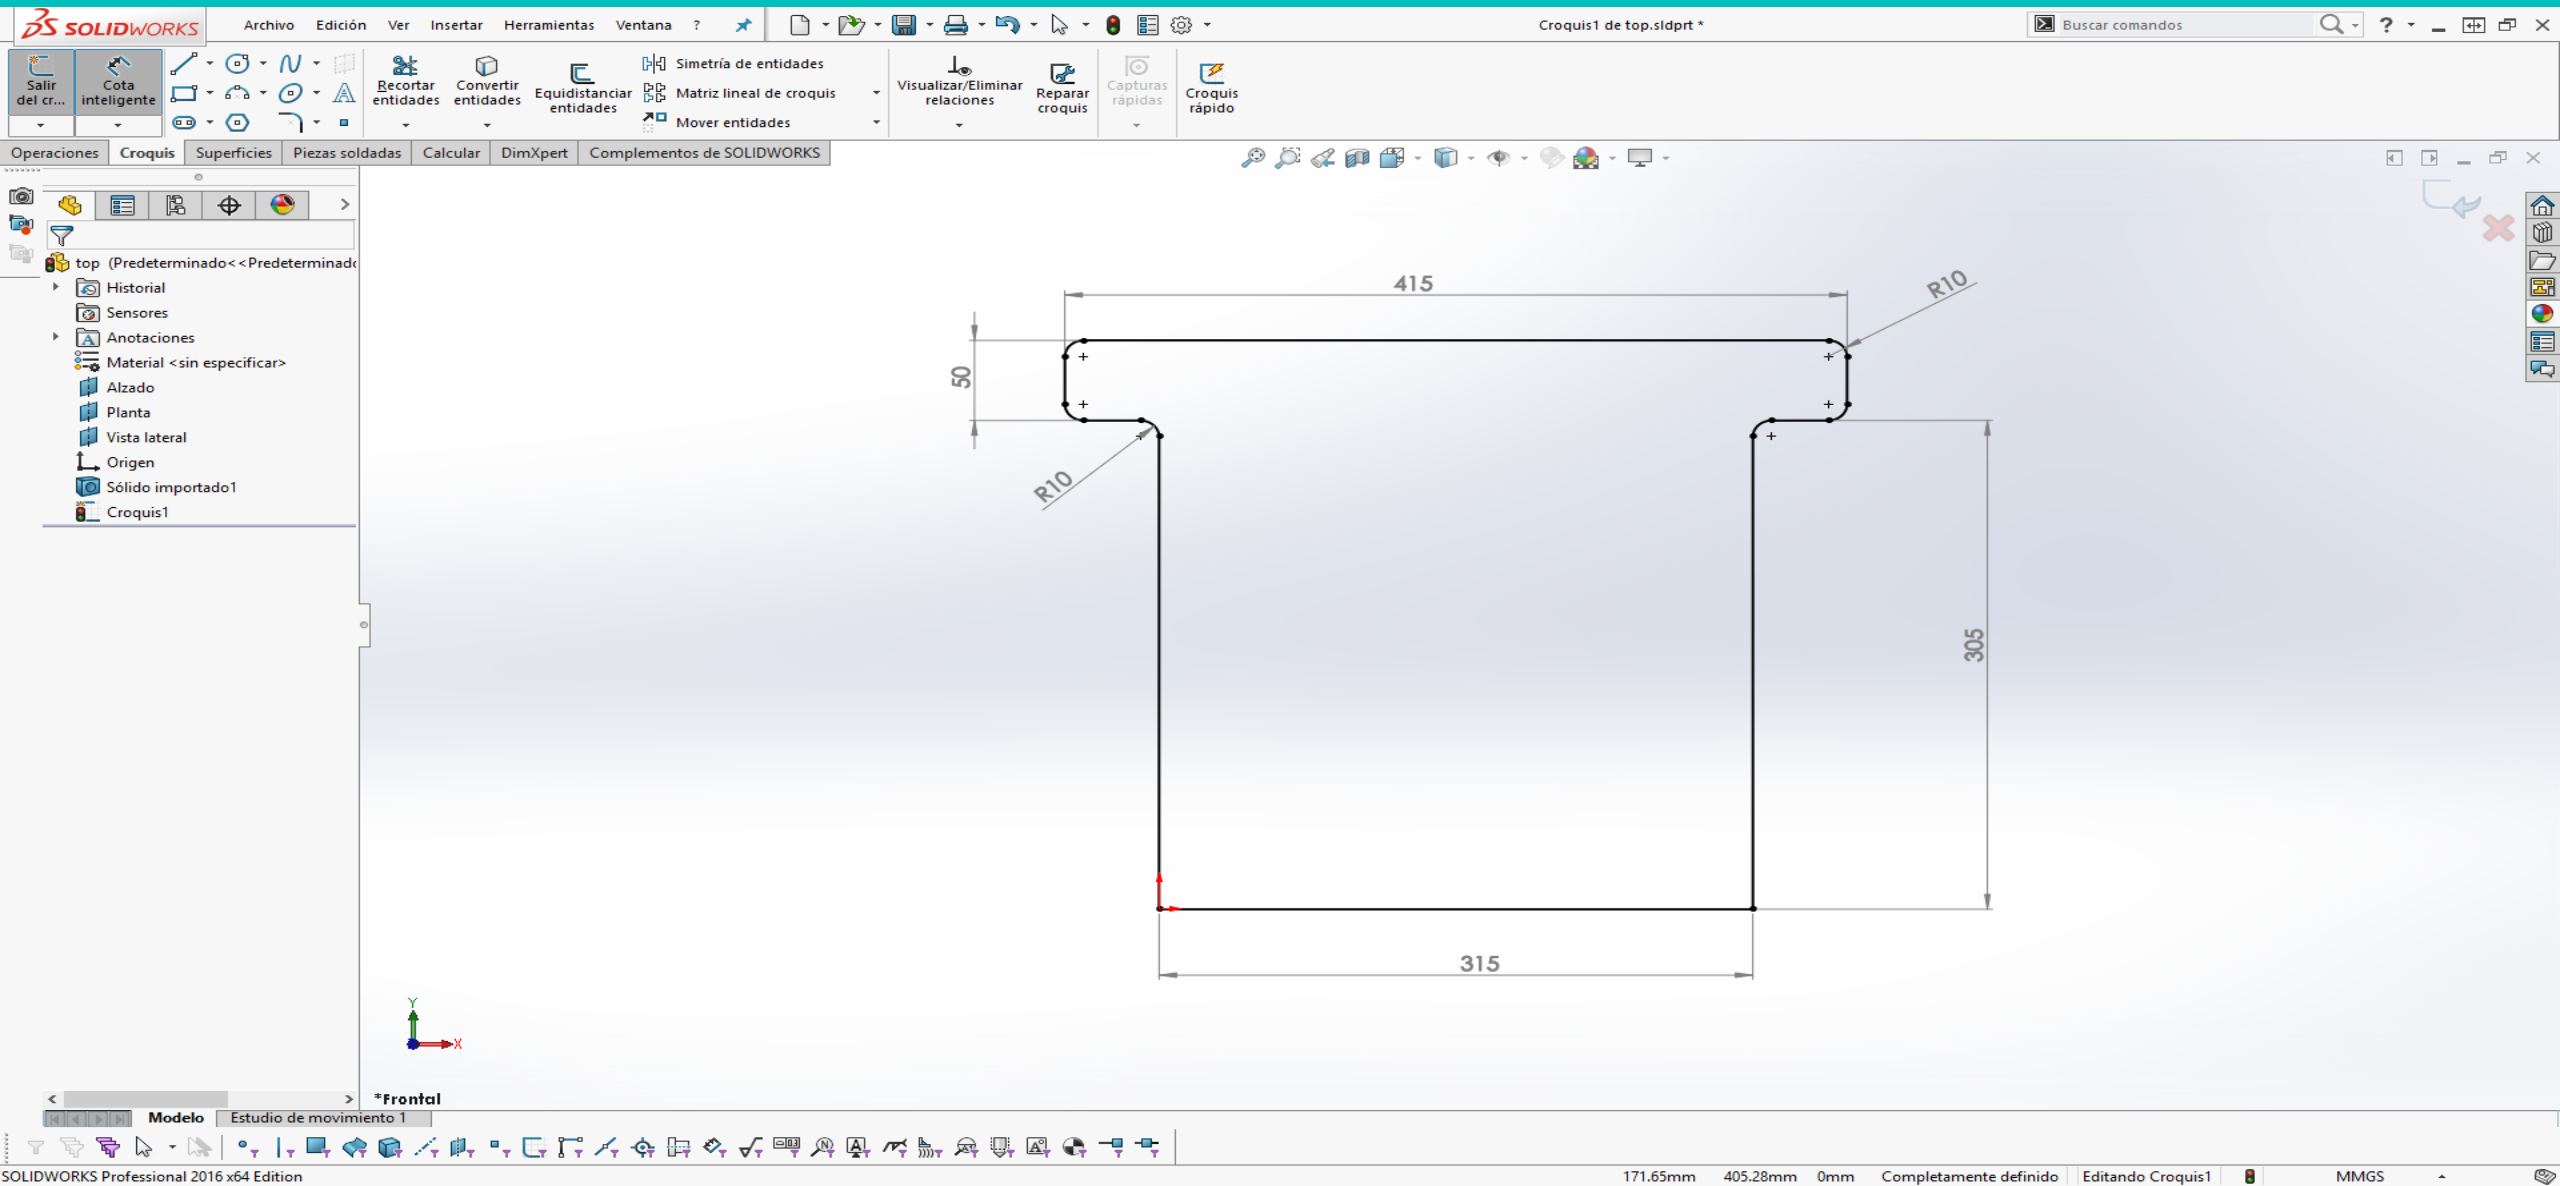 SOLIDWORKS Archivo Edición Ver Insertar Herramientas Ventana ? Croquis1 de top.sldprt * Buscar comandos ?
Salir del cr...
Cota inteligente
Recortar entidades
Convertir entidades
Equidistanciar entidades
Simetría de entidades
Matriz lineal de croquis
Mover entidades
Visualizar/Eliminar relaciones
Reparar croquis
Capturas rápidas
Croquis rápido
Operaciones Croquis Superficies Piezas soldadas Calcular DimXpert Complementos de SOLIDWORKS
top (Predeterminado<<Predeterminado
Historial
Sensores
Anotaciones
Material <sin especificar>
Alzado
Planta
Vista lateral
Origen
Sólido importado1
Croquis1
415
R10
50
R10
305
315
Y
X
*Frontal
Modelo Estudio de movimiento 1
SOLIDWORKS Professional 2016 x64 Edition 171.65mm 405.28mm 0mm Completamente definido Editando Croquis1 MMGS